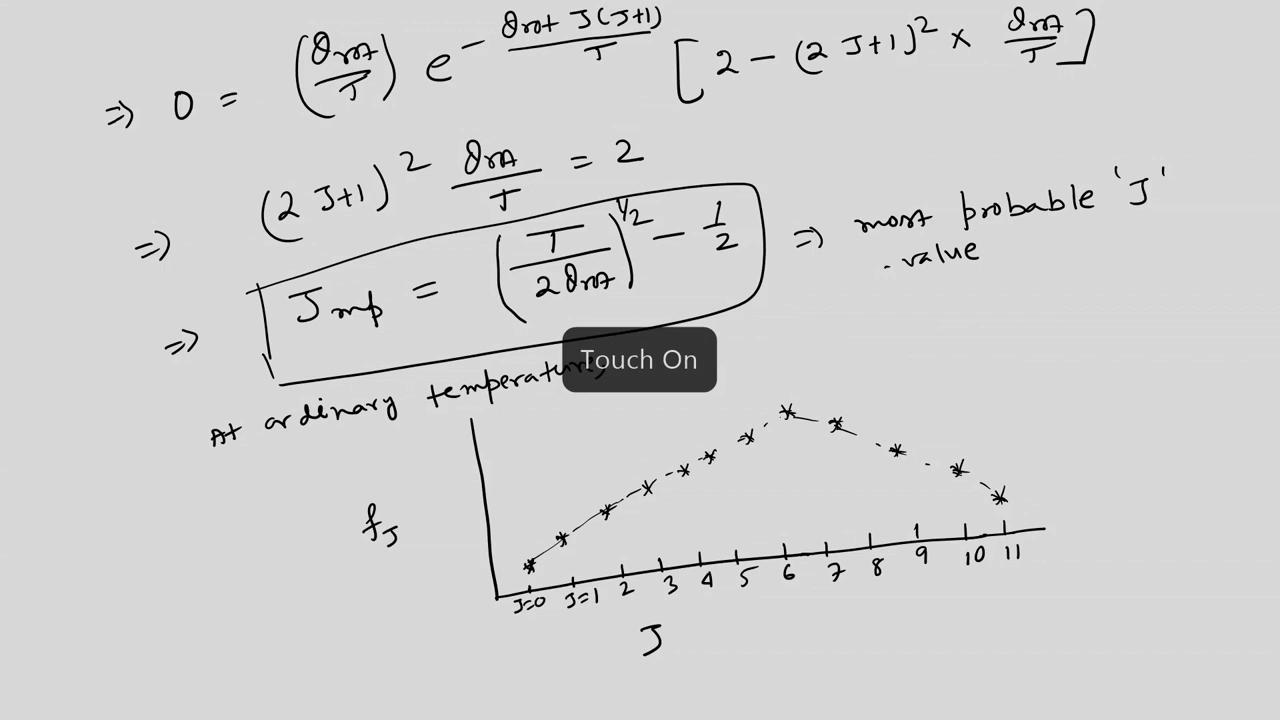 ⇒ 0 = (θrot/T) e^(− θrot J(J+1)/T) [2 − (2J+1)² × θrot/T]
⇒ (2J+1)² θrot/T = 2
⇒ Jmp = (T/2θrot)^1/2 − 1/2 ⇒ most probable 'J'
value
Touch On
At ordinary temperature,
fJ
J=0 J=1 2 3 4 5 6 7 8 9 10 11
J